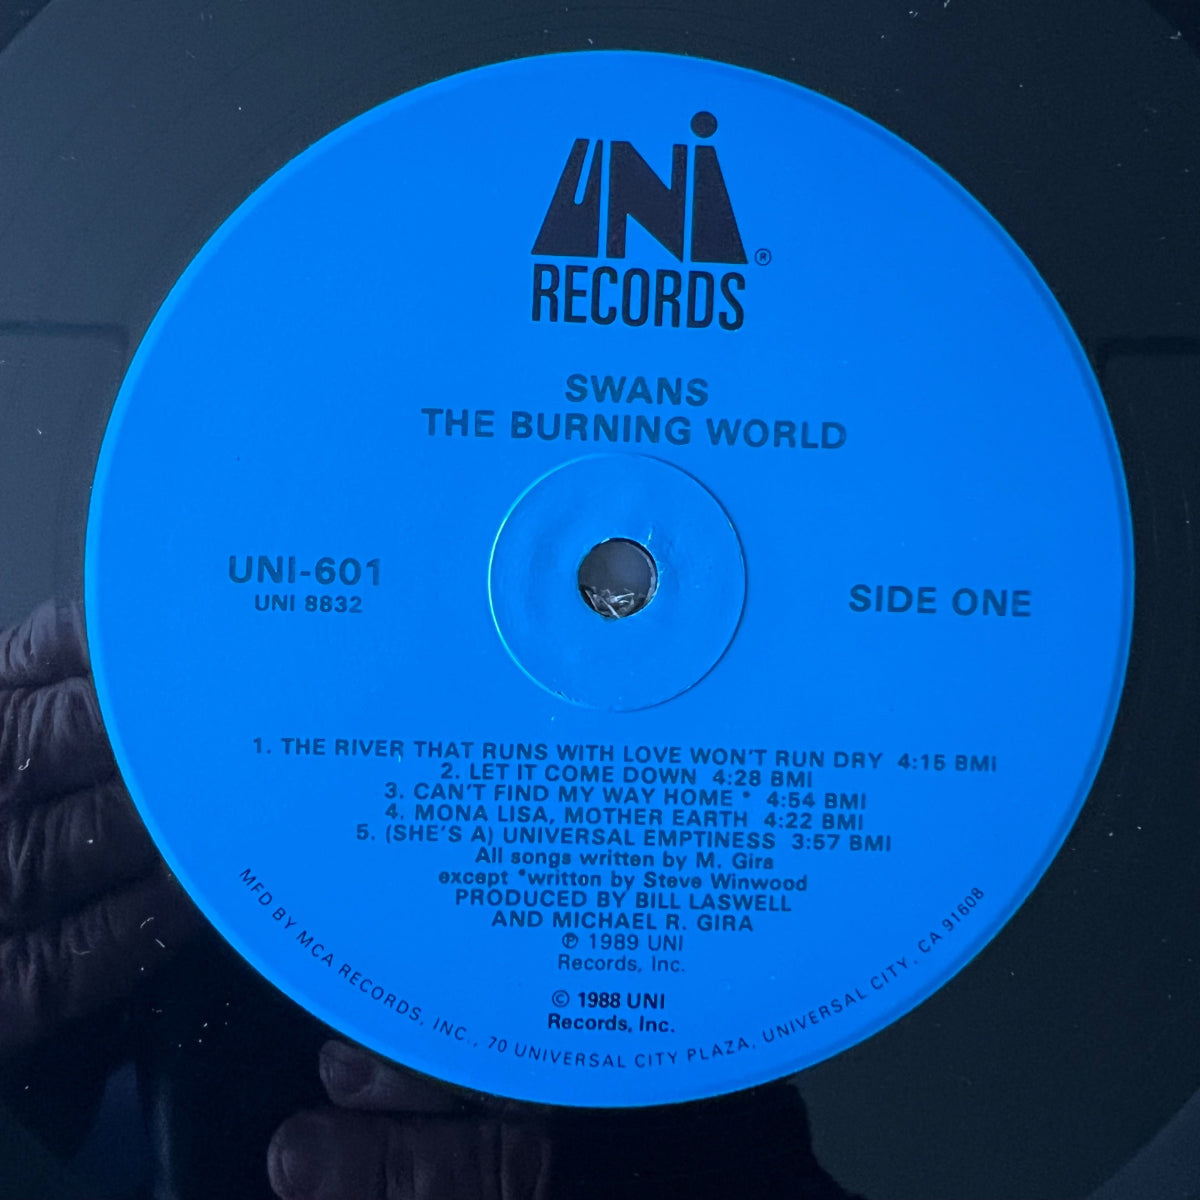 UNi®
RECORDS
SWANS
THE BURNING WORLD
UNI-601
UNI 8832
SIDE ONE
1. THE RIVER THAT RUNS WITH LOVE WON'T RUN DRY 4:15 BMI
2. LET IT COME DOWN 4:28 BMI
3. CAN'T FIND MY WAY HOME * 4:54 BMI
4. MONA LISA, MOTHER EARTH 4:22 BMI
5. (SHE'S A) UNIVERSAL EMPTINESS 3:57 BMI
All songs written by M. Gira
except *written by Steve Winwood
PRODUCED BY BILL LASWELL
AND MICHAEL R. GIRA
℗ 1989 UNI
Records, Inc.
© 1988 UNI
Records, Inc.
MFD BY MCA RECORDS, INC., 70 UNIVERSAL CITY PLAZA, UNIVERSAL CITY, CA 91608